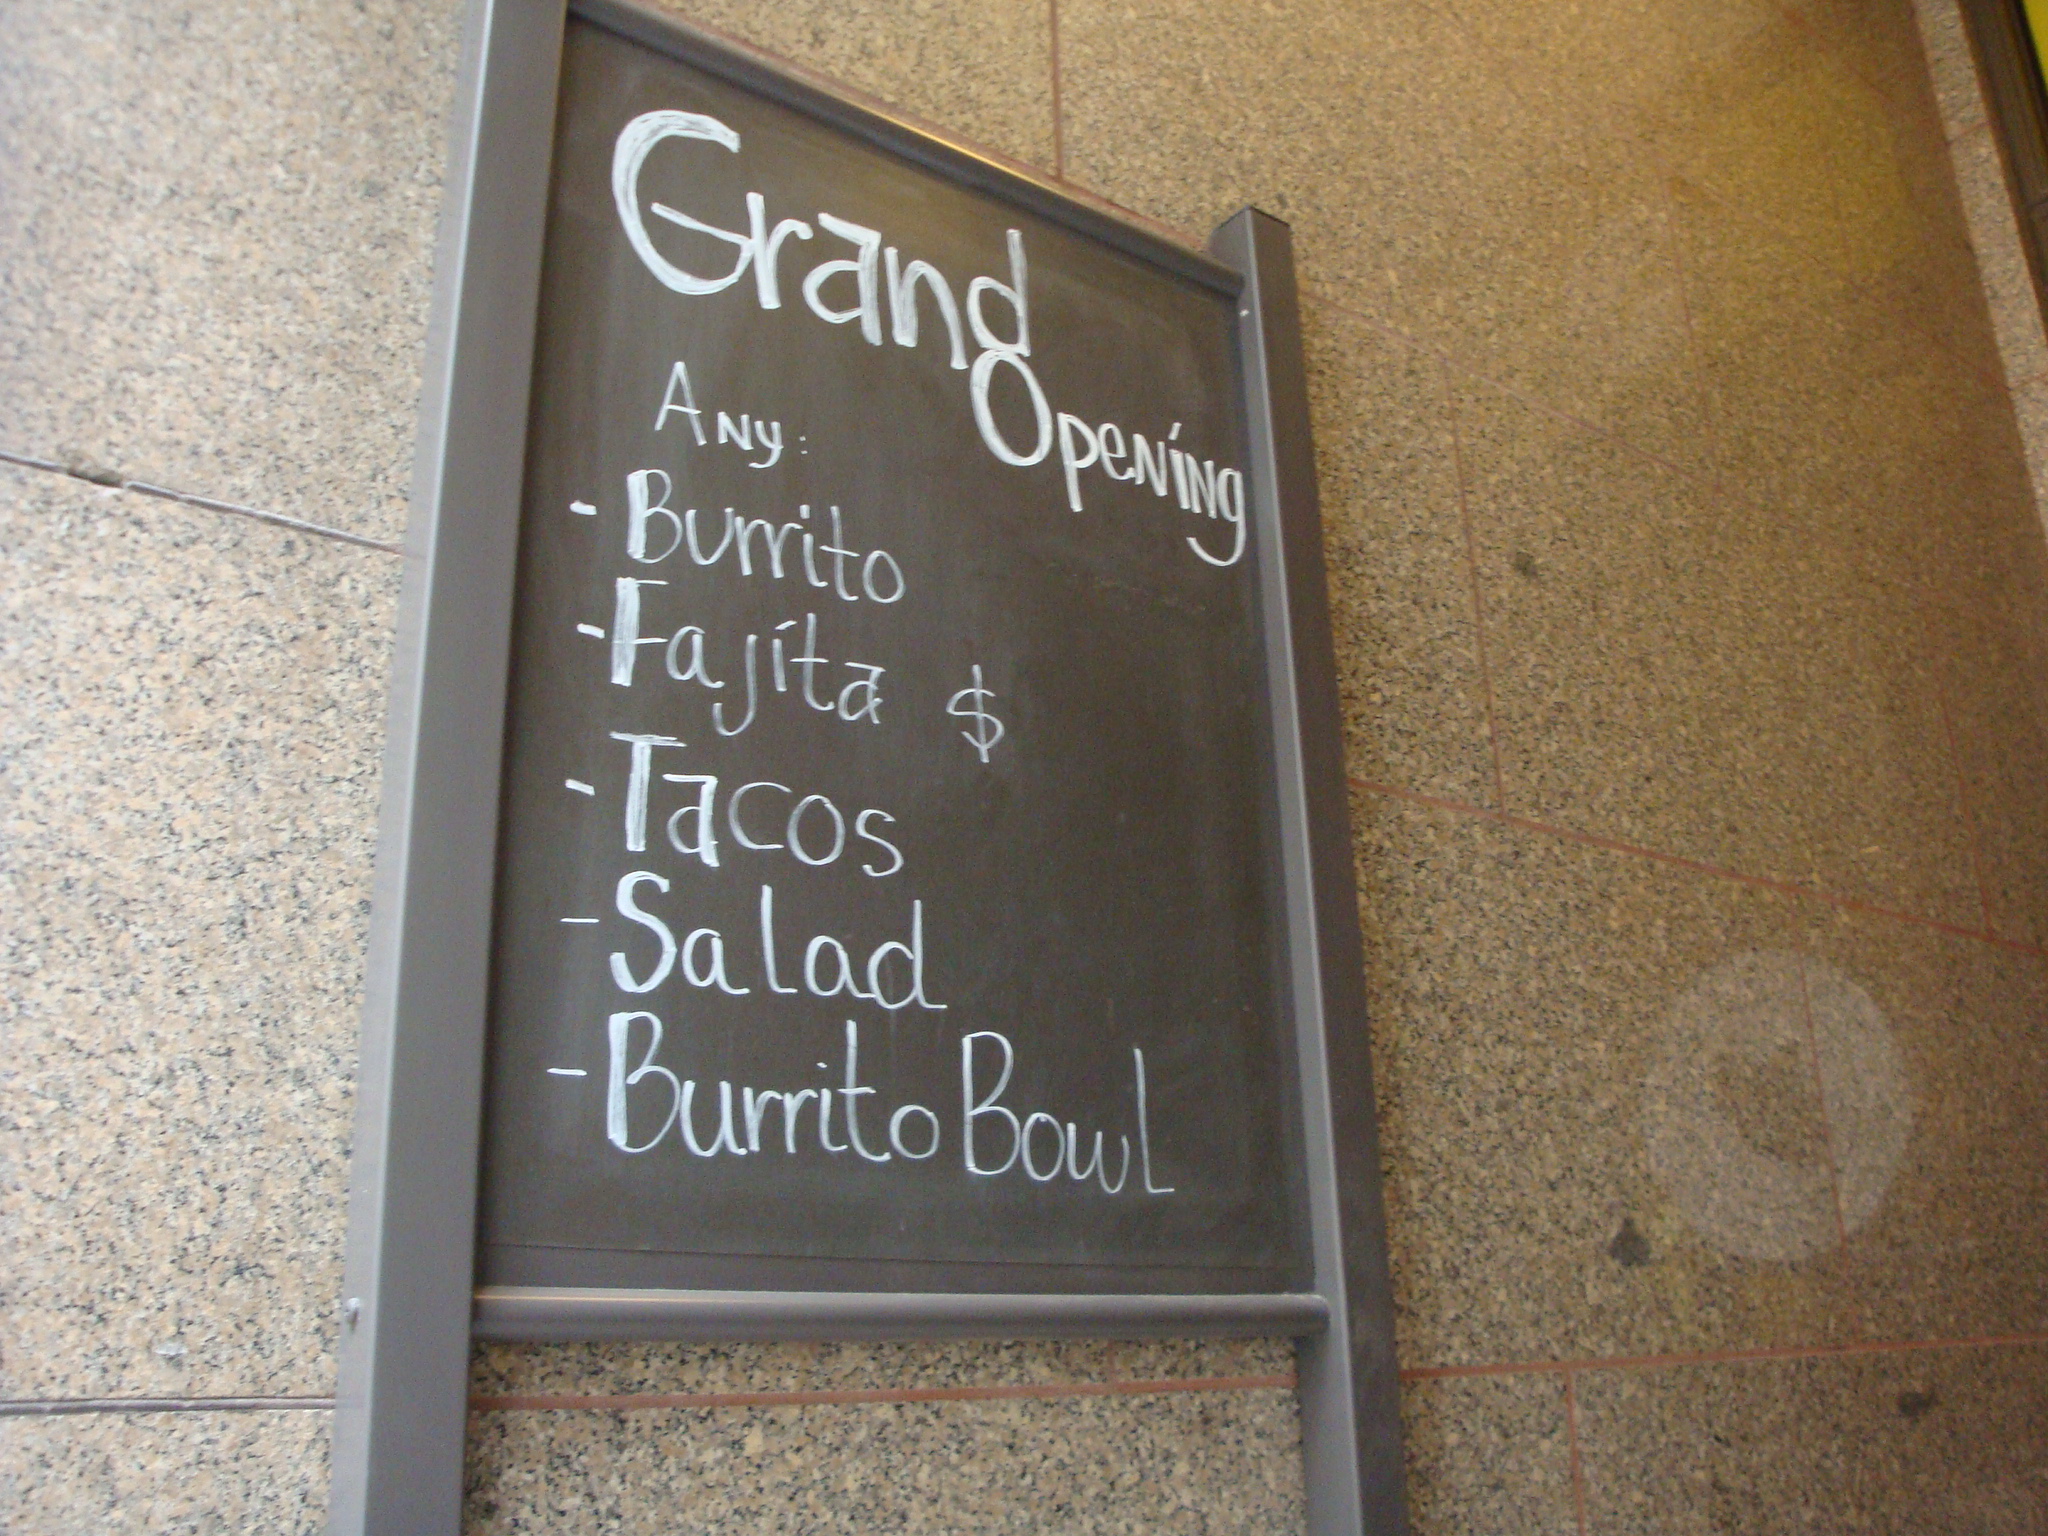 Grand
Opening
Any:
- Burrito
- Fajita $
- Tacos
- Salad
- Burrito Bowl